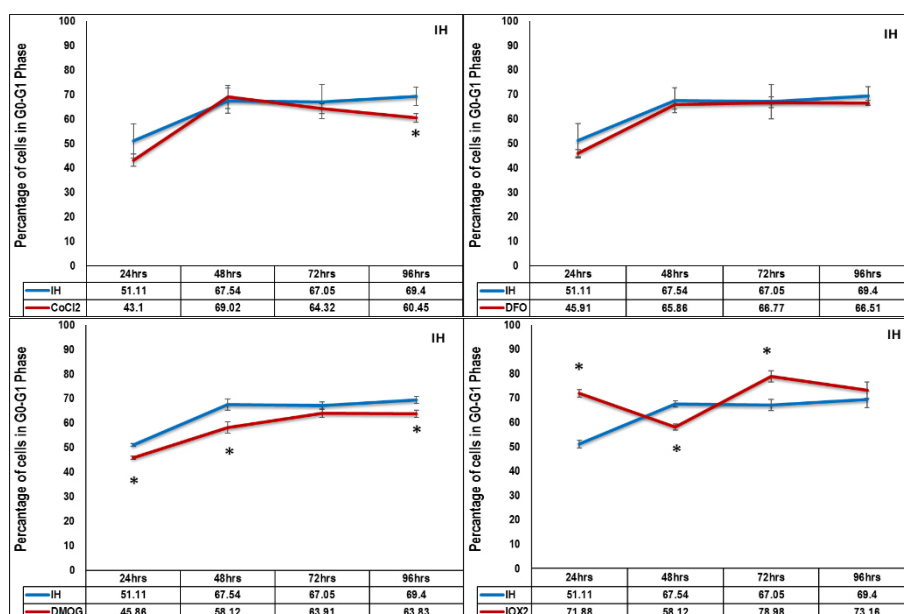 IH
Percantage of cells in G0-G1 Phase
100
90
80
70
60
50
40
30
20
10
0
24hrs 48hrs 72hrs 96hrs
IH 51.11 67.54 67.05 69.4
CoCl2 43.1 69.02 64.32 60.45
*
IH
Percantage of cells in G0-G1 Phase
100
90
80
70
60
50
40
30
20
10
0
24hrs 48hrs 72hrs 96hrs
IH 51.11 67.54 67.05 69.4
DFO 45.91 65.86 66.77 66.51
IH
Percantage of cells in G0-G1 Phase
100
90
80
70
60
50
40
30
20
10
0
* * *
24hrs 48hrs 72hrs 96hrs
IH 51.11 67.54 67.05 69.4
DMOG 45.86 58.12 63.91 63.83
IH
Percantage of cells in G0-G1 Phase
100
90
80
70
60
50
40
30
20
10
0
* * *
24hrs 48hrs 72hrs 96hrs
IH 51.11 67.54 67.05 69.4
IOX2 71.88 58.12 78.98 73.16